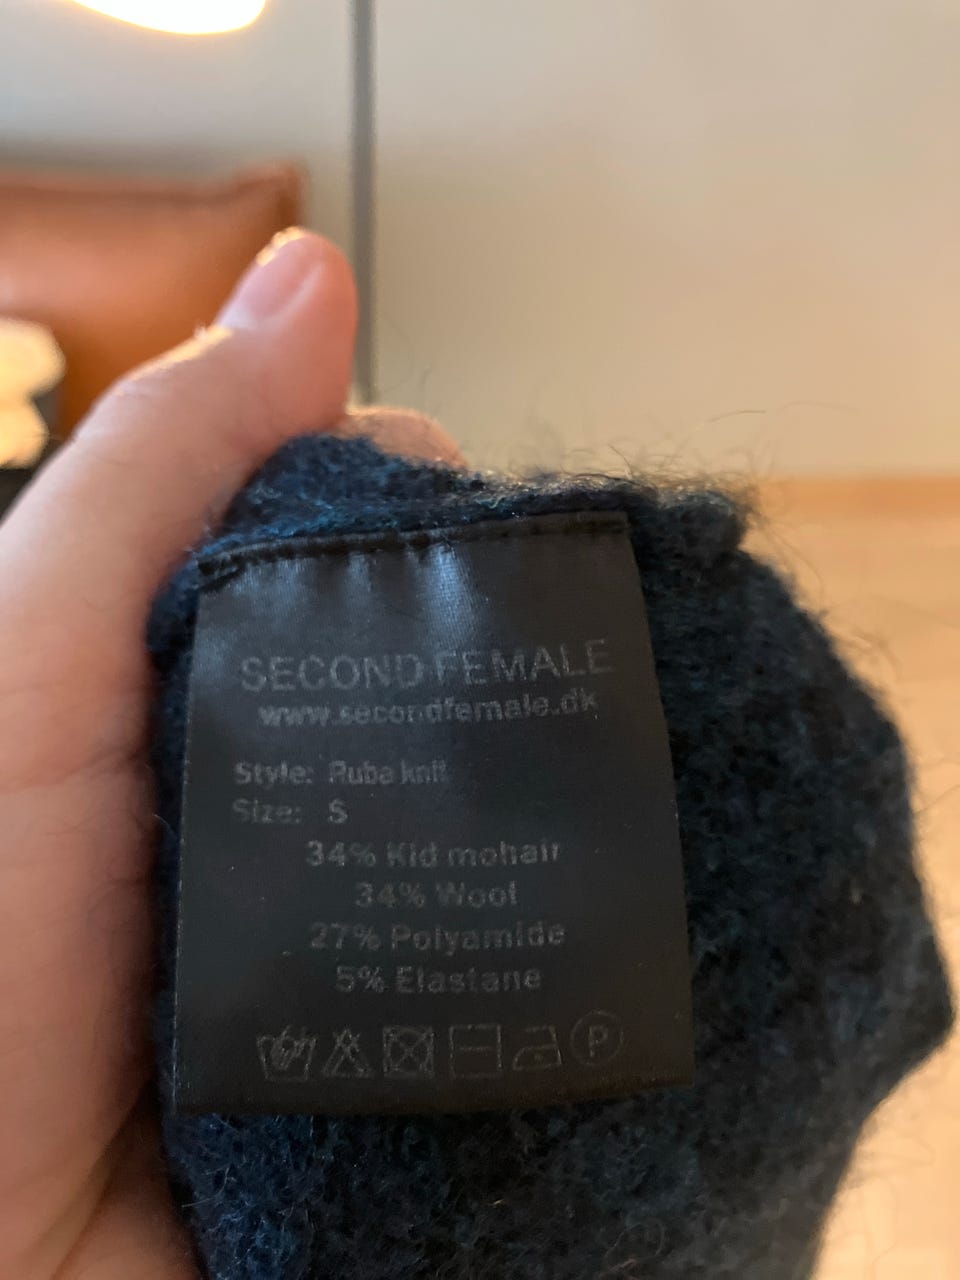 SECOND FEMALE
www.secondfemale.dk
Style: Ruba knit
Size: S
34% Kid mohair
34% Wool
27% Polyamide
5% Elastane
P